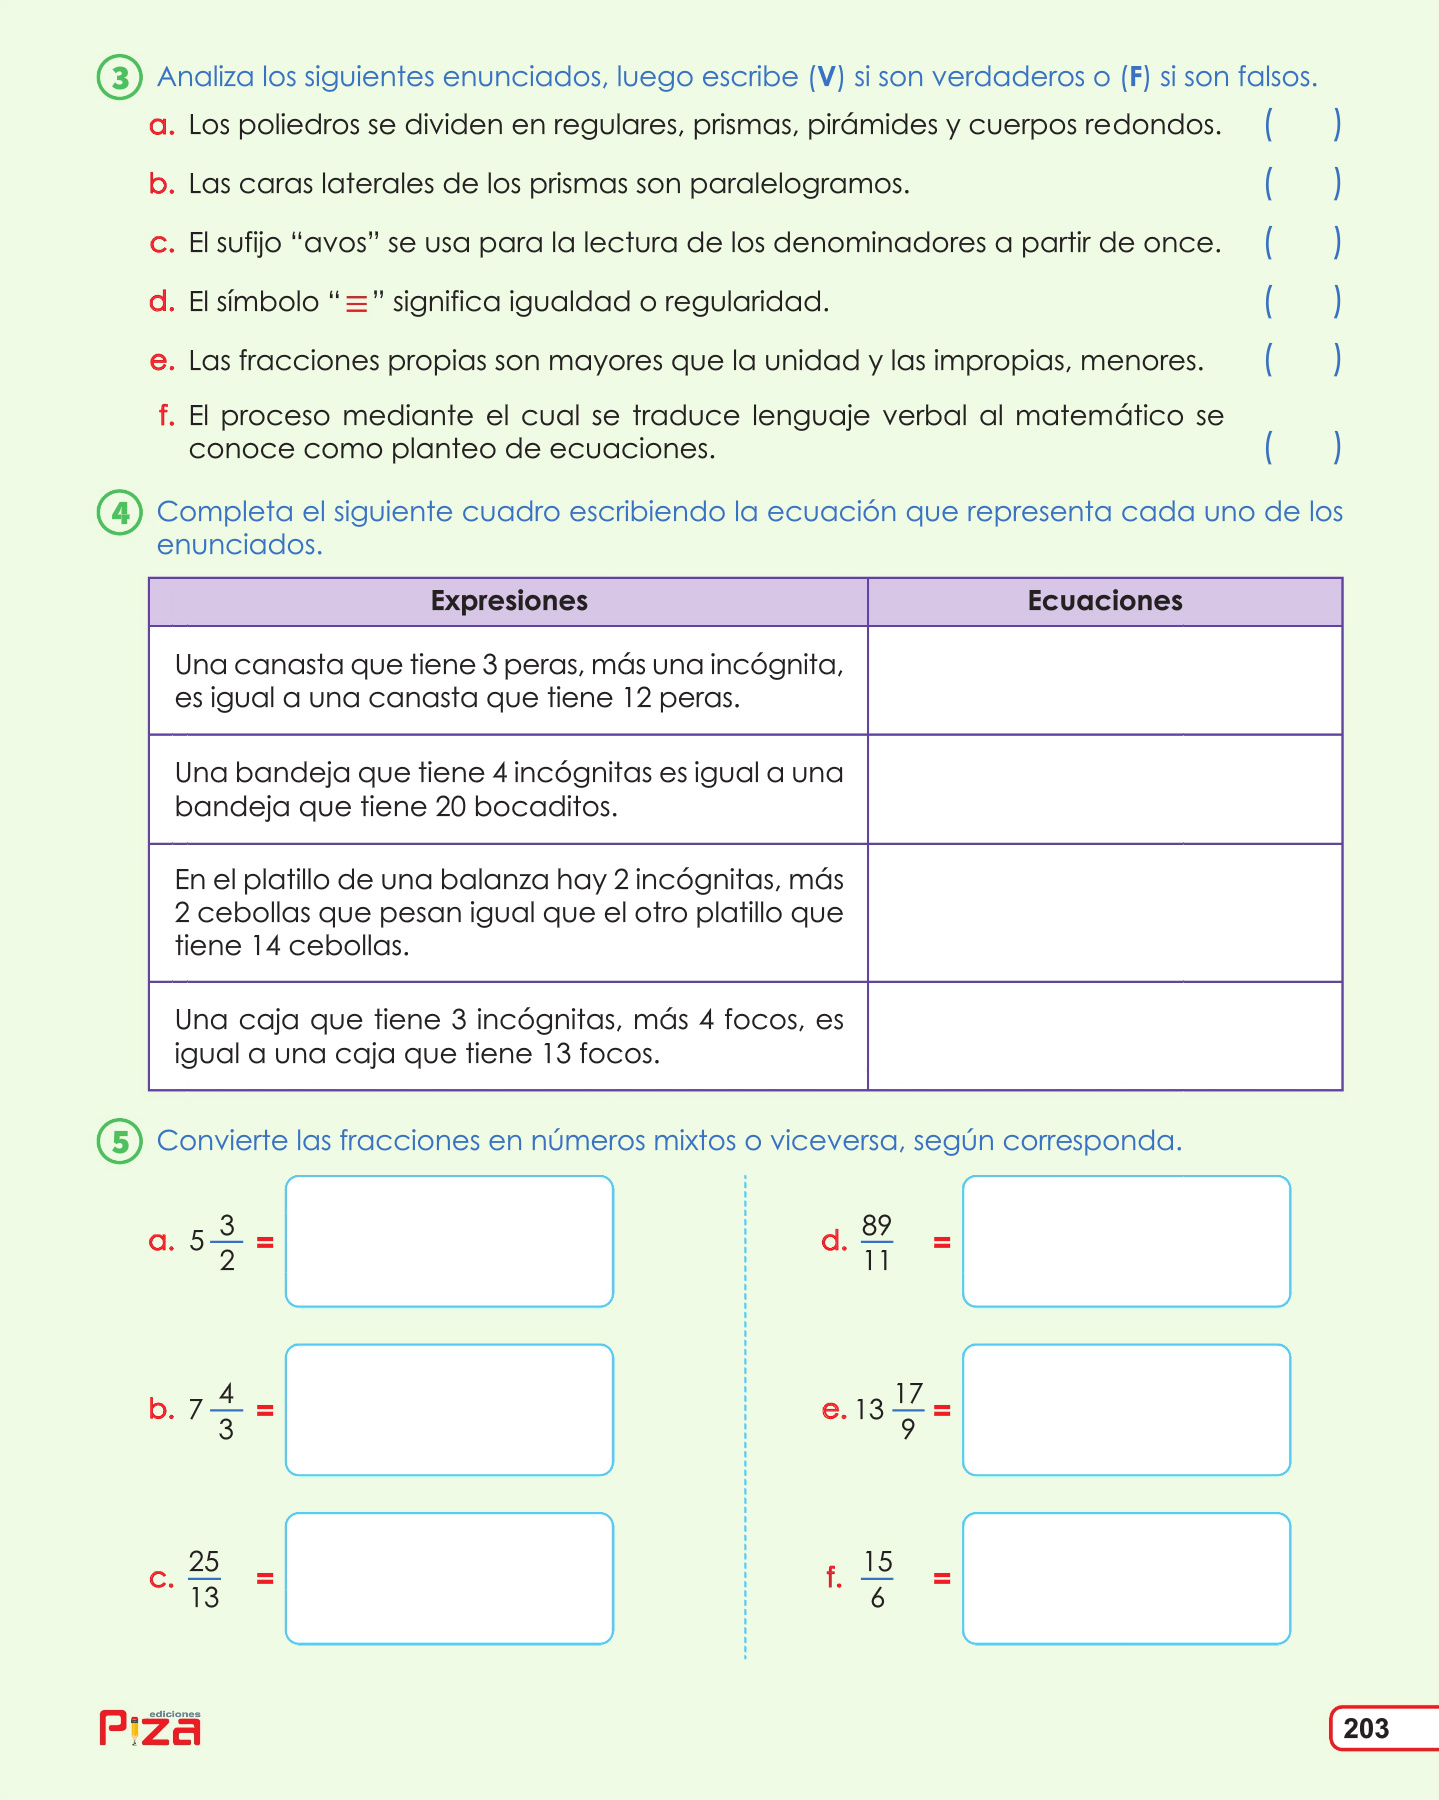 3 Analiza los siguientes enunciados, luego escribe (V) si son verdaderos o (F) si son falsos.
a. Los poliedros se dividen en regulares, prismas, pirámides y cuerpos redondos. ( )
b. Las caras laterales de los prismas son paralelogramos. ( )
c. El sufijo “avos” se usa para la lectura de los denominadores a partir de once. ( )
d. El símbolo “≡” significa igualdad o regularidad. ( )
e. Las fracciones propias son mayores que la unidad y las impropias, menores. ( )
f. El proceso mediante el cual se traduce lenguaje verbal al matemático se
conoce como planteo de ecuaciones. ( )
4 Completa el siguiente cuadro escribiendo la ecuación que representa cada uno de los
enunciados.
Expresiones Ecuaciones
Una canasta que tiene 3 peras, más una incógnita,
es igual a una canasta que tiene 12 peras.
Una bandeja que tiene 4 incógnitas es igual a una
bandeja que tiene 20 bocaditos.
En el platillo de una balanza hay 2 incógnitas, más
2 cebollas que pesan igual que el otro platillo que
tiene 14 cebollas.
Una caja que tiene 3 incógnitas, más 4 focos, es
igual a una caja que tiene 13 focos.
5 Convierte las fracciones en números mixtos o viceversa, según corresponda.
a. 5 3/2 =
b. 7 4/3 =
c. 25/13 =
d. 89/11 =
e. 13 17/9 =
f. 15/6 =
ediciones
Piza
203